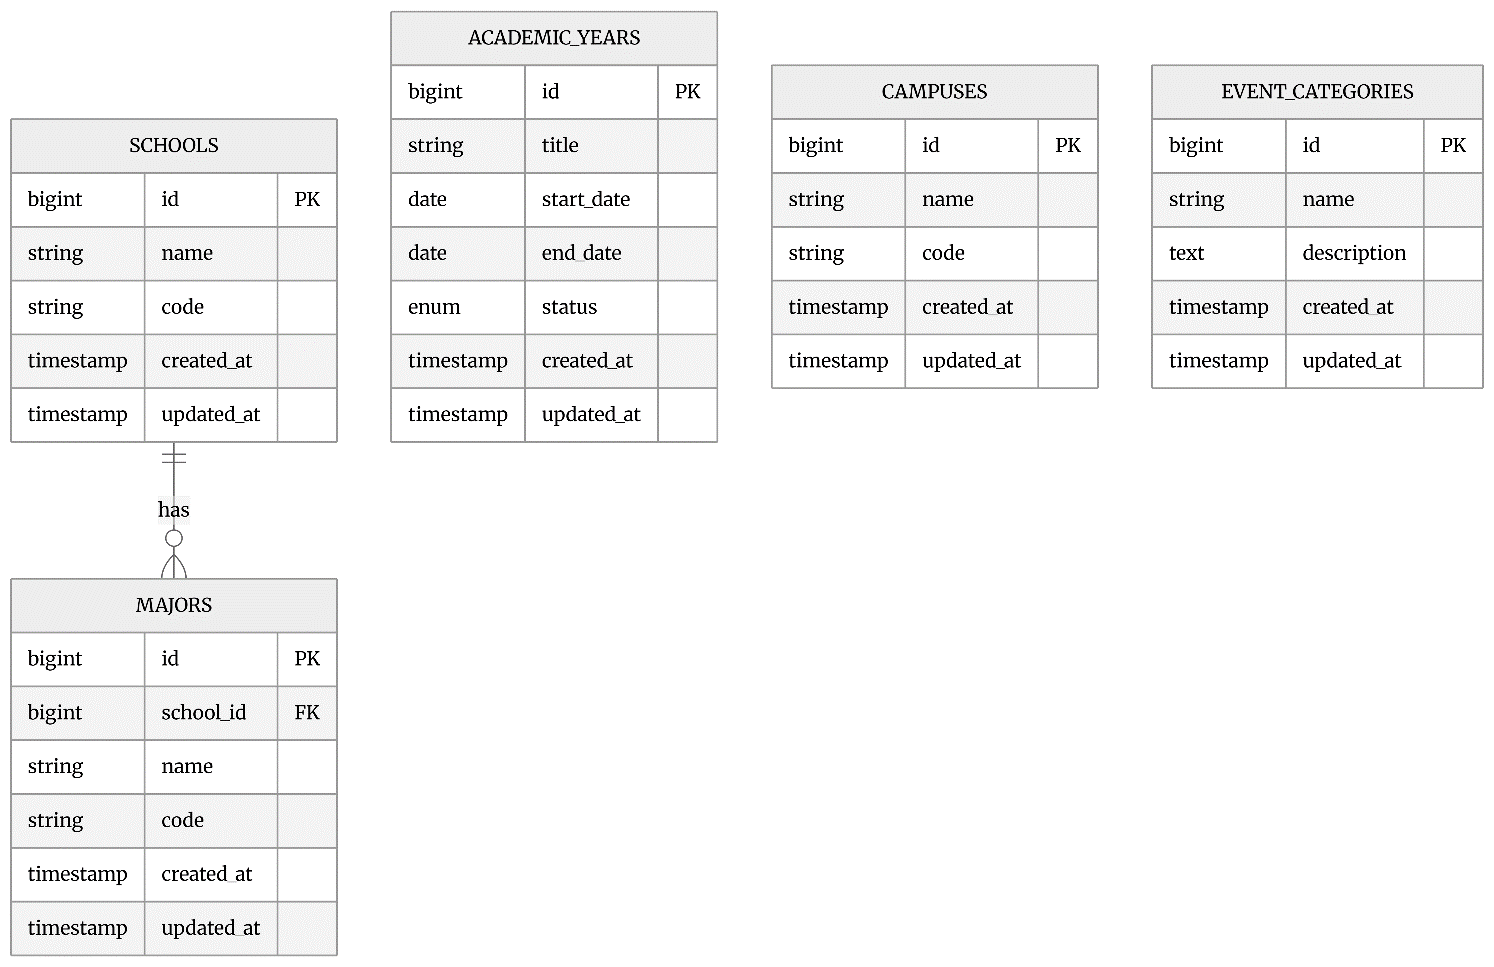 SCHOOLS
bigint id PK
string name
string code
timestamp created_at
timestamp updated_at
has
MAJORS
bigint id PK
bigint school_id FK
string name
string code
timestamp created_at
timestamp updated_at
ACADEMIC_YEARS
bigint id PK
string title
date start_date
date end_date
enum status
timestamp created_at
timestamp updated_at
CAMPUSES
bigint id PK
string name
string code
timestamp created_at
timestamp updated_at
EVENT_CATEGORIES
bigint id PK
string name
text description
timestamp created_at
timestamp updated_at